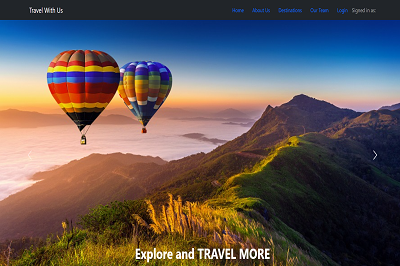 Travel With Us
Home About Us Destinations Our Team Login Signed in as:
Explore and TRAVEL MORE